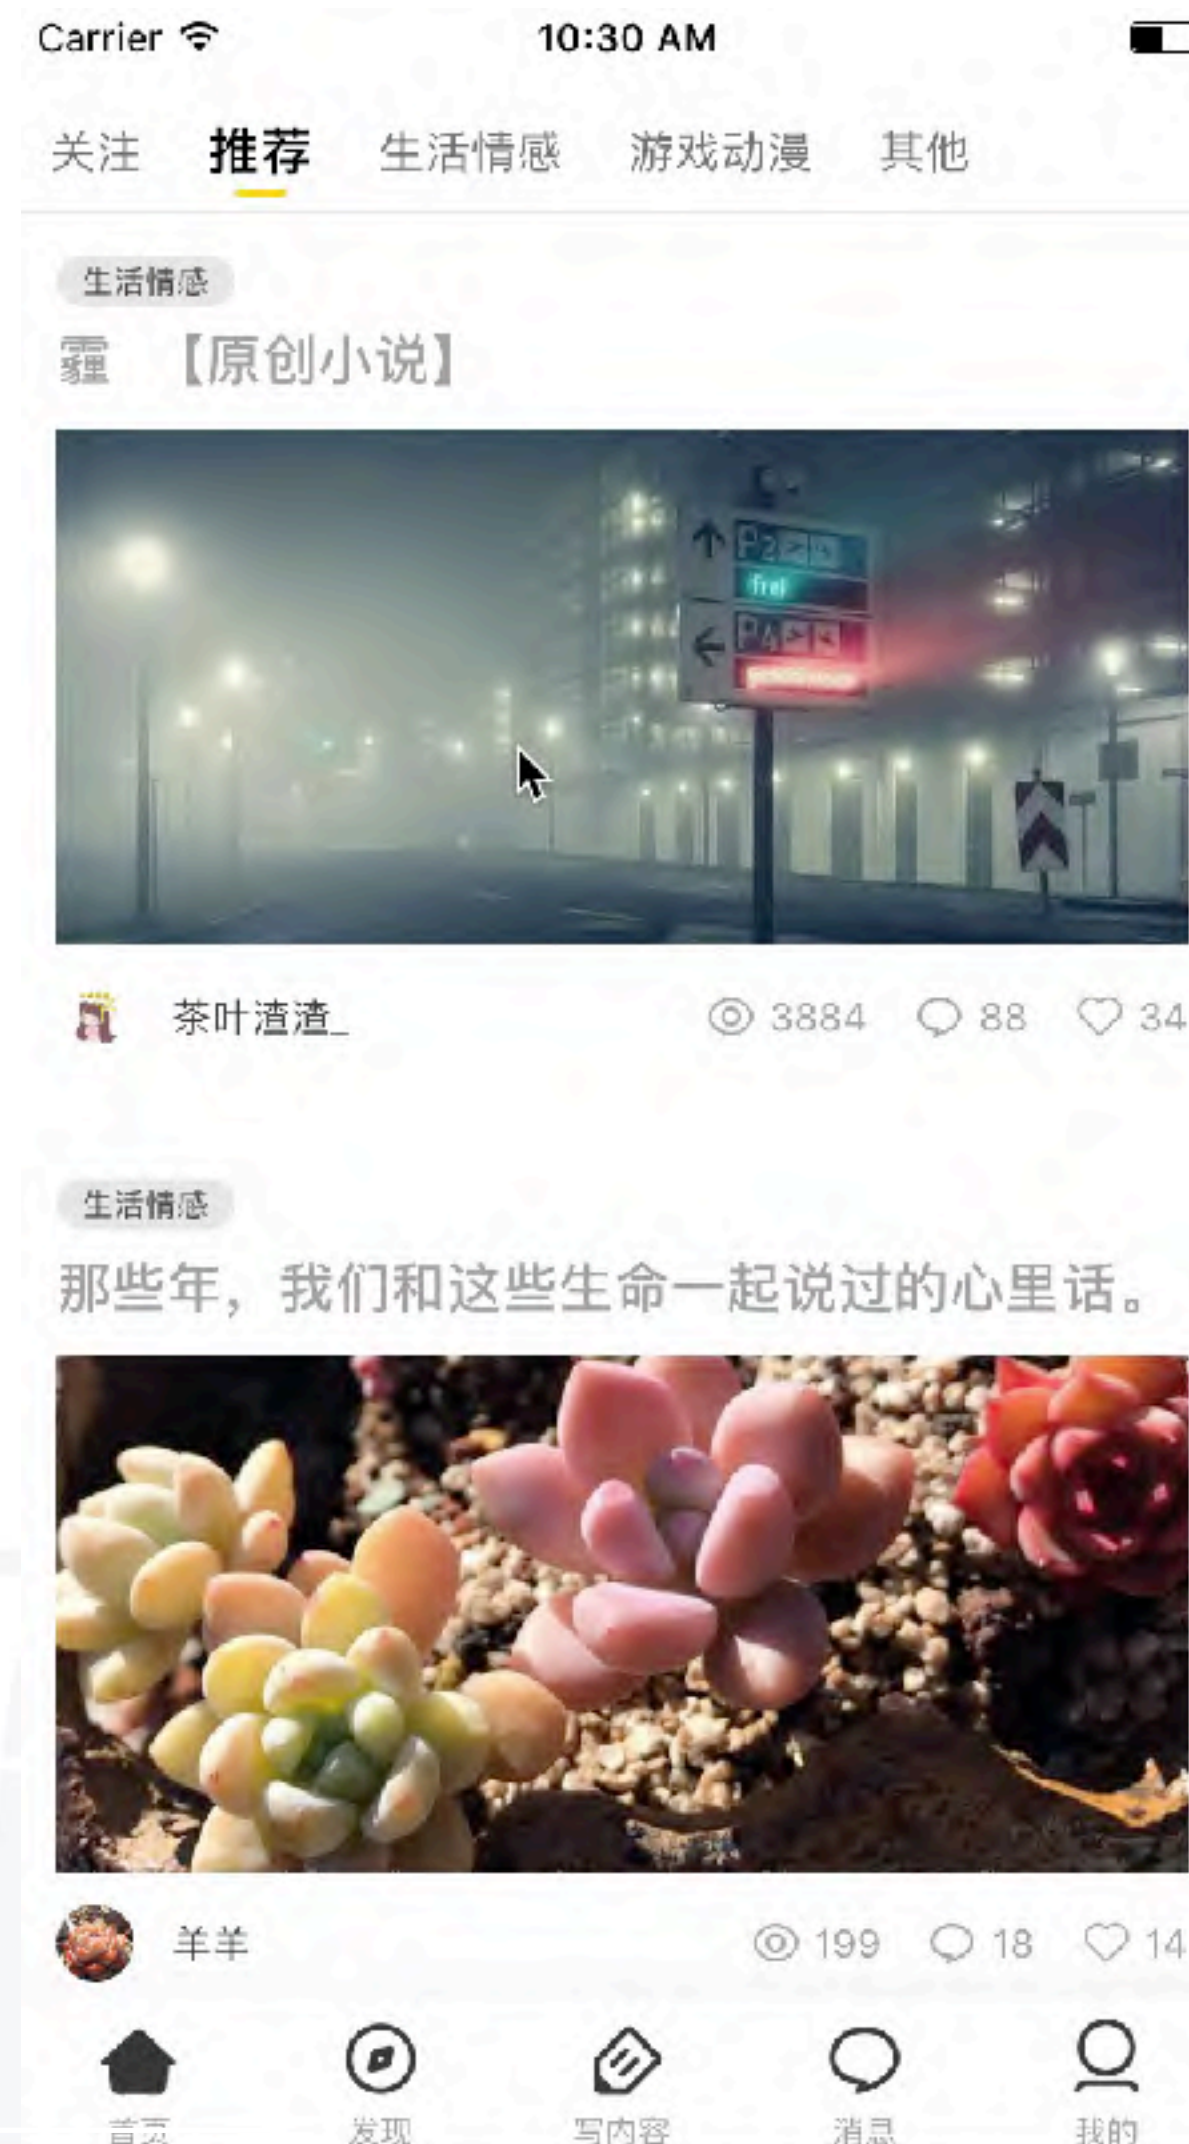 Carrier 10:30 AM
关注 推荐 生活情感 游戏动漫 其他
生活情感
霾 【原创小说】
P2
frei
P4
茶叶渣渣_ 3884 88 34
生活情感
那些年，我们和这些生命一起说过的心里话。
羊羊 199 18 14
首页 发现 写内容 消息 我的